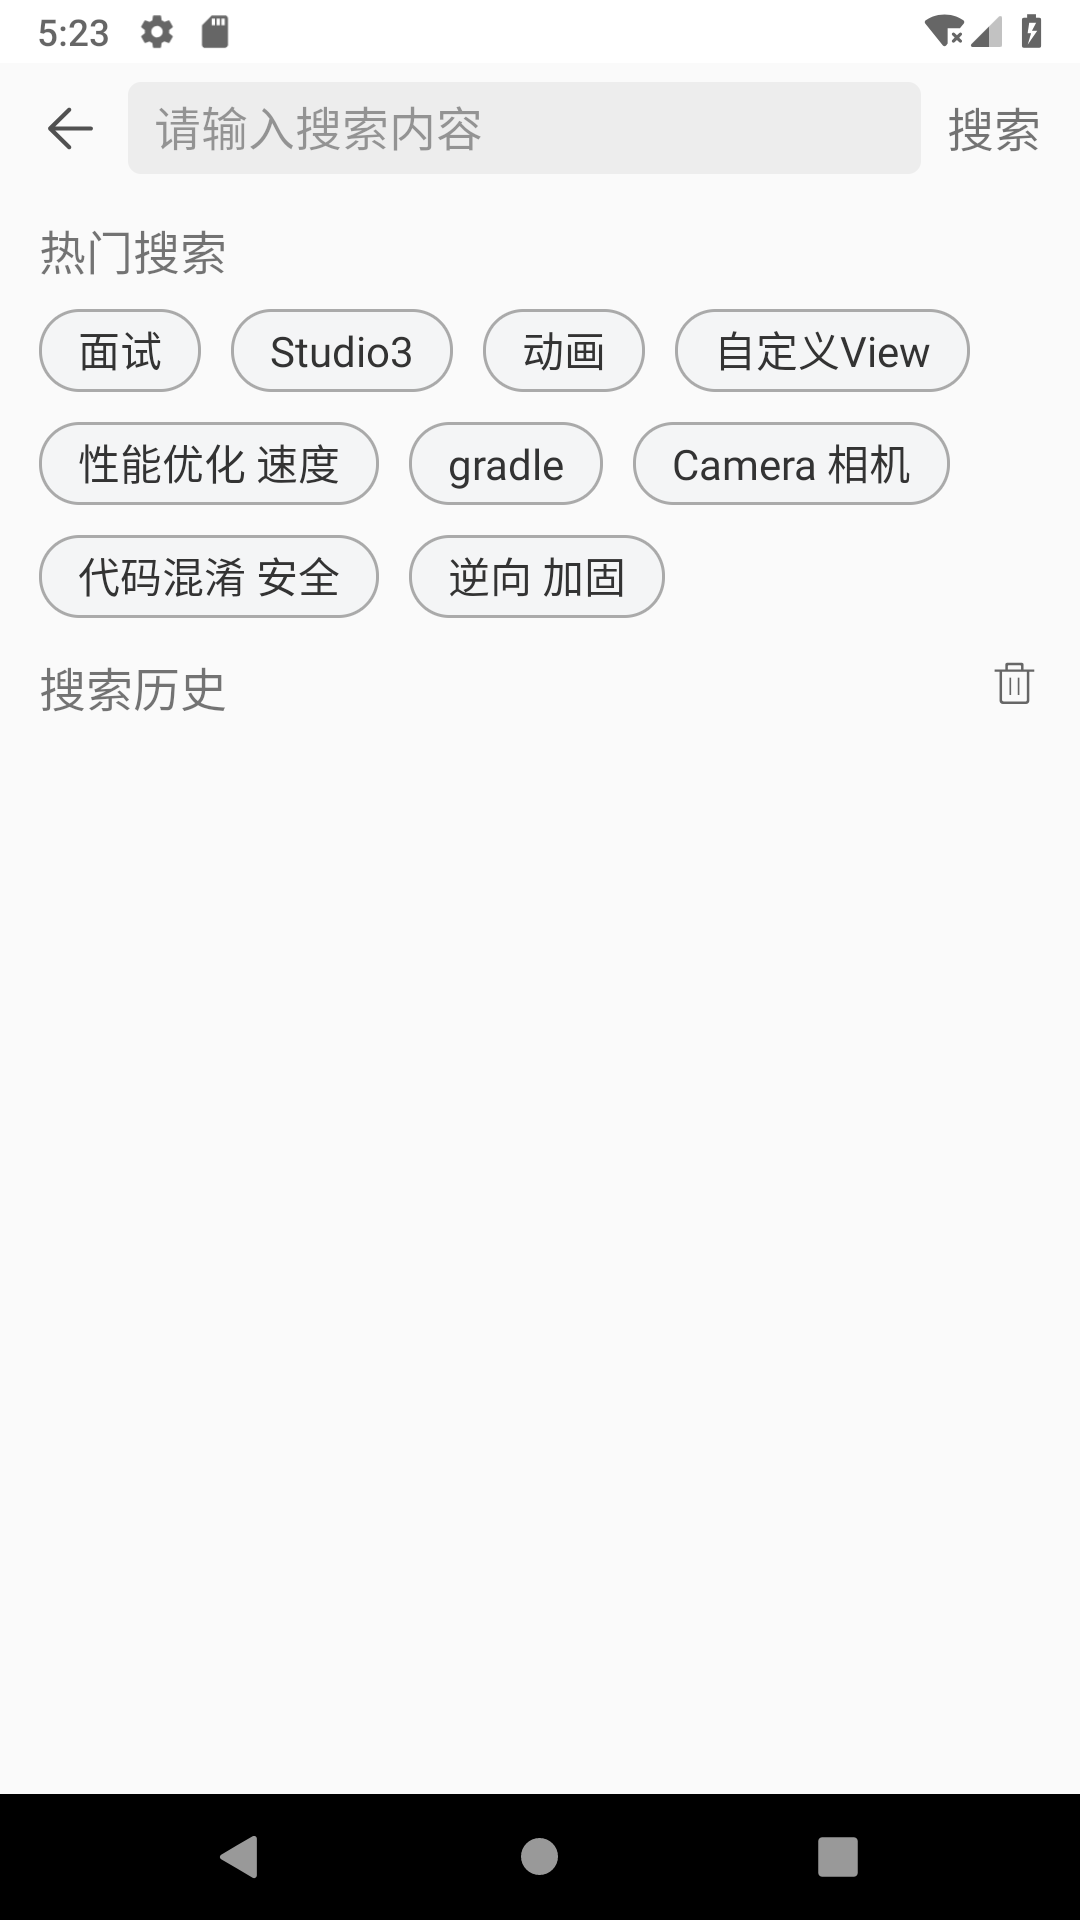 5:23
请输入搜索内容 搜索
热门搜索
面试 Studio3 动画 自定义View
性能优化 速度 gradle Camera 相机
代码混淆 安全 逆向 加固
搜索历史